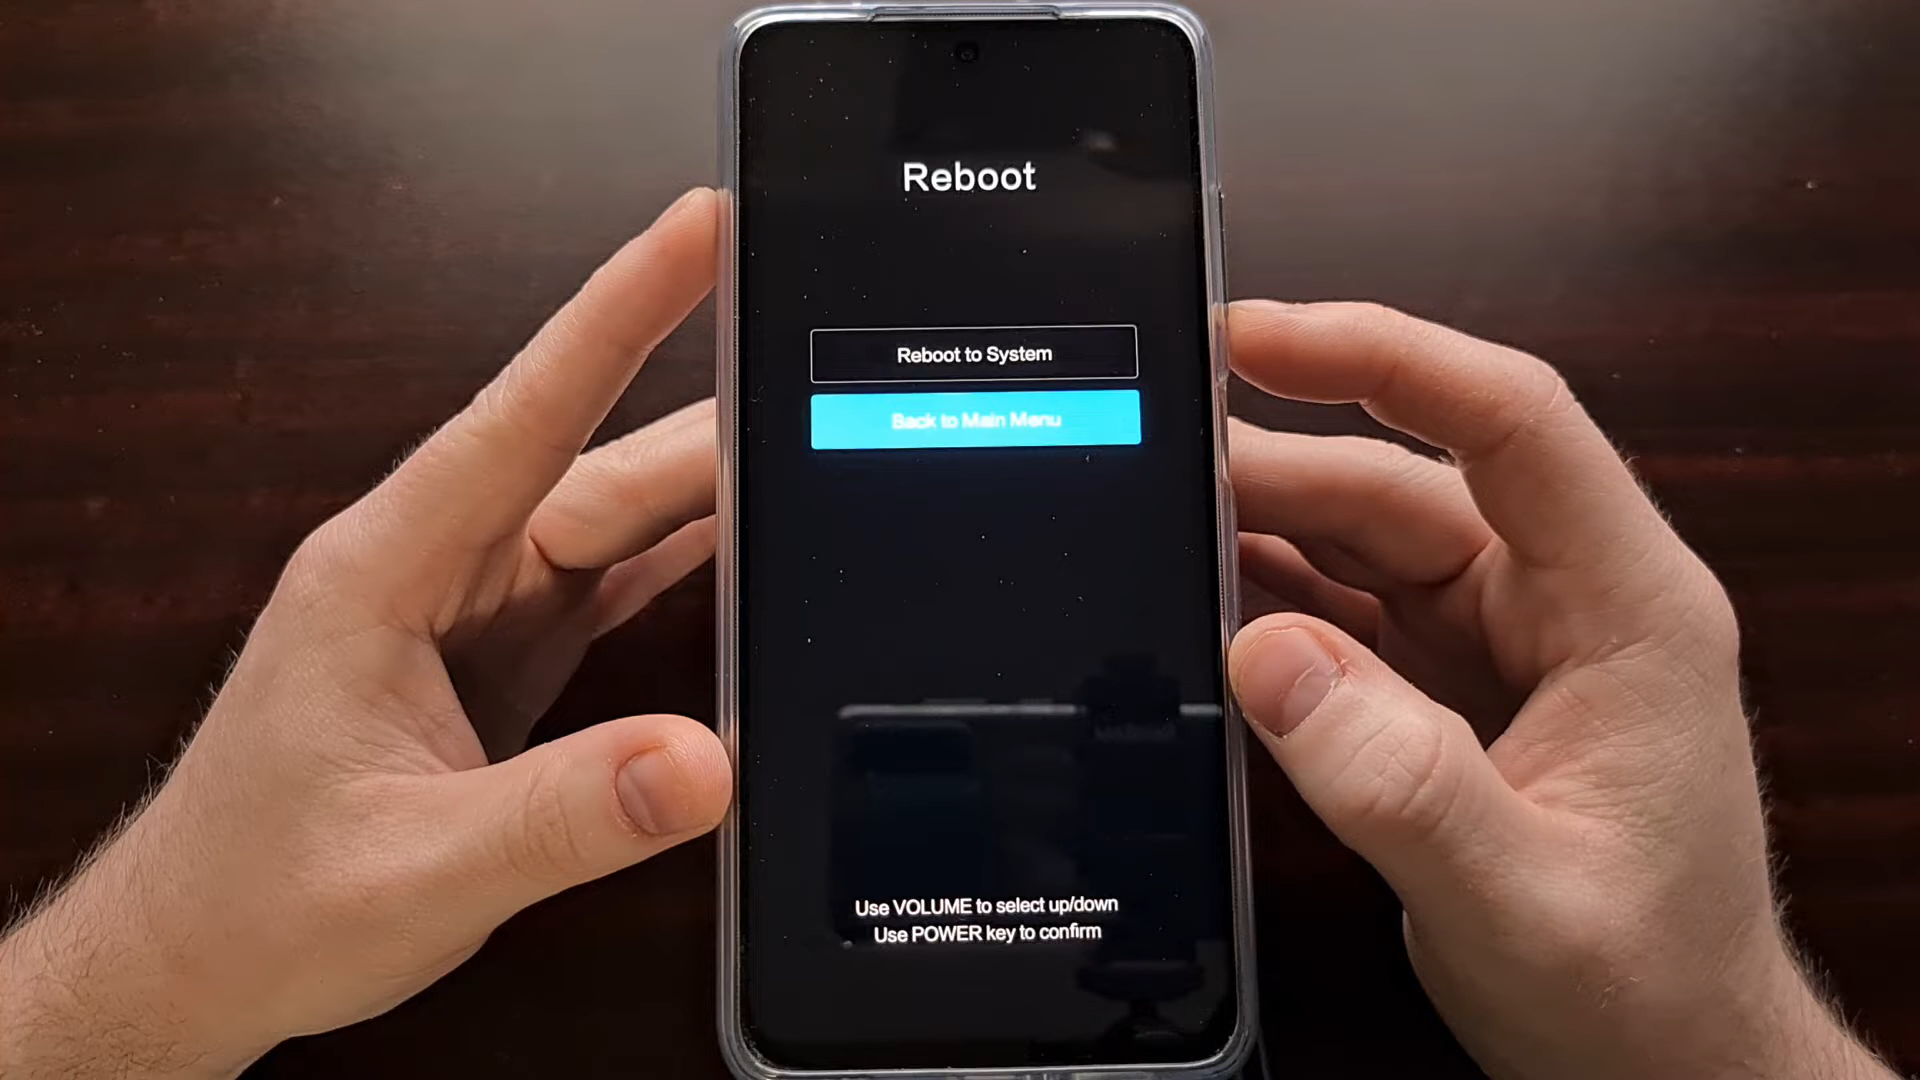 Reboot
Reboot to System
Back to Main Menu
Use VOLUME to select up/down
Use POWER key to confirm